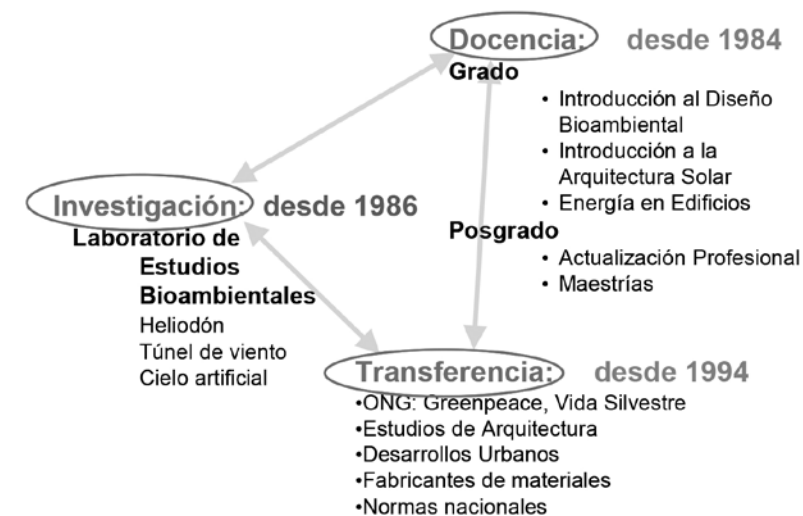 Docencia: desde 1984
Grado
• Introducción al Diseño
Bioambiental
• Introducción a la
Arquitectura Solar
• Energía en Edificios
Posgrado
• Actualización Profesional
• Maestrías
Investigación: desde 1986
Laboratorio de
Estudios
Bioambientales
Heliodón
Túnel de viento
Cielo artificial
Transferencia: desde 1994
•ONG: Greenpeace, Vida Silvestre
•Estudios de Arquitectura
•Desarrollos Urbanos
•Fabricantes de materiales
•Normas nacionales